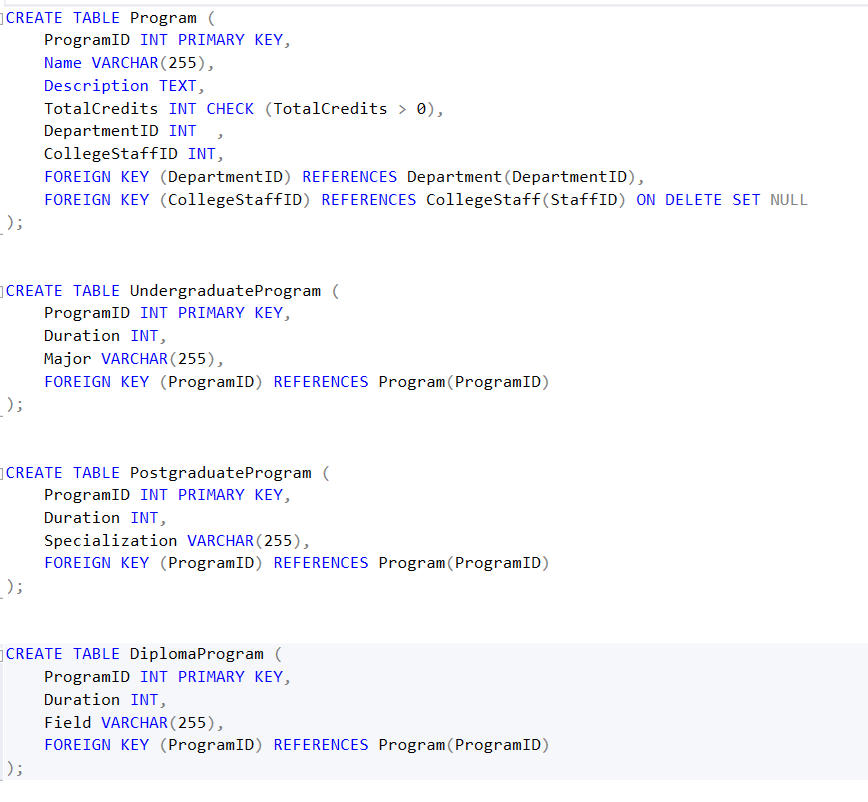 CREATE TABLE Program (
    ProgramID INT PRIMARY KEY,
    Name VARCHAR(255),
    Description TEXT,
    TotalCredits INT CHECK (TotalCredits > 0),
    DepartmentID INT  ,
    CollegeStaffID INT,
    FOREIGN KEY (DepartmentID) REFERENCES Department(DepartmentID),
    FOREIGN KEY (CollegeStaffID) REFERENCES CollegeStaff(StaffID) ON DELETE SET NULL
);
CREATE TABLE UndergraduateProgram (
    ProgramID INT PRIMARY KEY,
    Duration INT,
    Major VARCHAR(255),
    FOREIGN KEY (ProgramID) REFERENCES Program(ProgramID)
);
CREATE TABLE PostgraduateProgram (
    ProgramID INT PRIMARY KEY,
    Duration INT,
    Specialization VARCHAR(255),
    FOREIGN KEY (ProgramID) REFERENCES Program(ProgramID)
);
CREATE TABLE DiplomaProgram (
    ProgramID INT PRIMARY KEY,
    Duration INT,
    Field VARCHAR(255),
    FOREIGN KEY (ProgramID) REFERENCES Program(ProgramID)
);